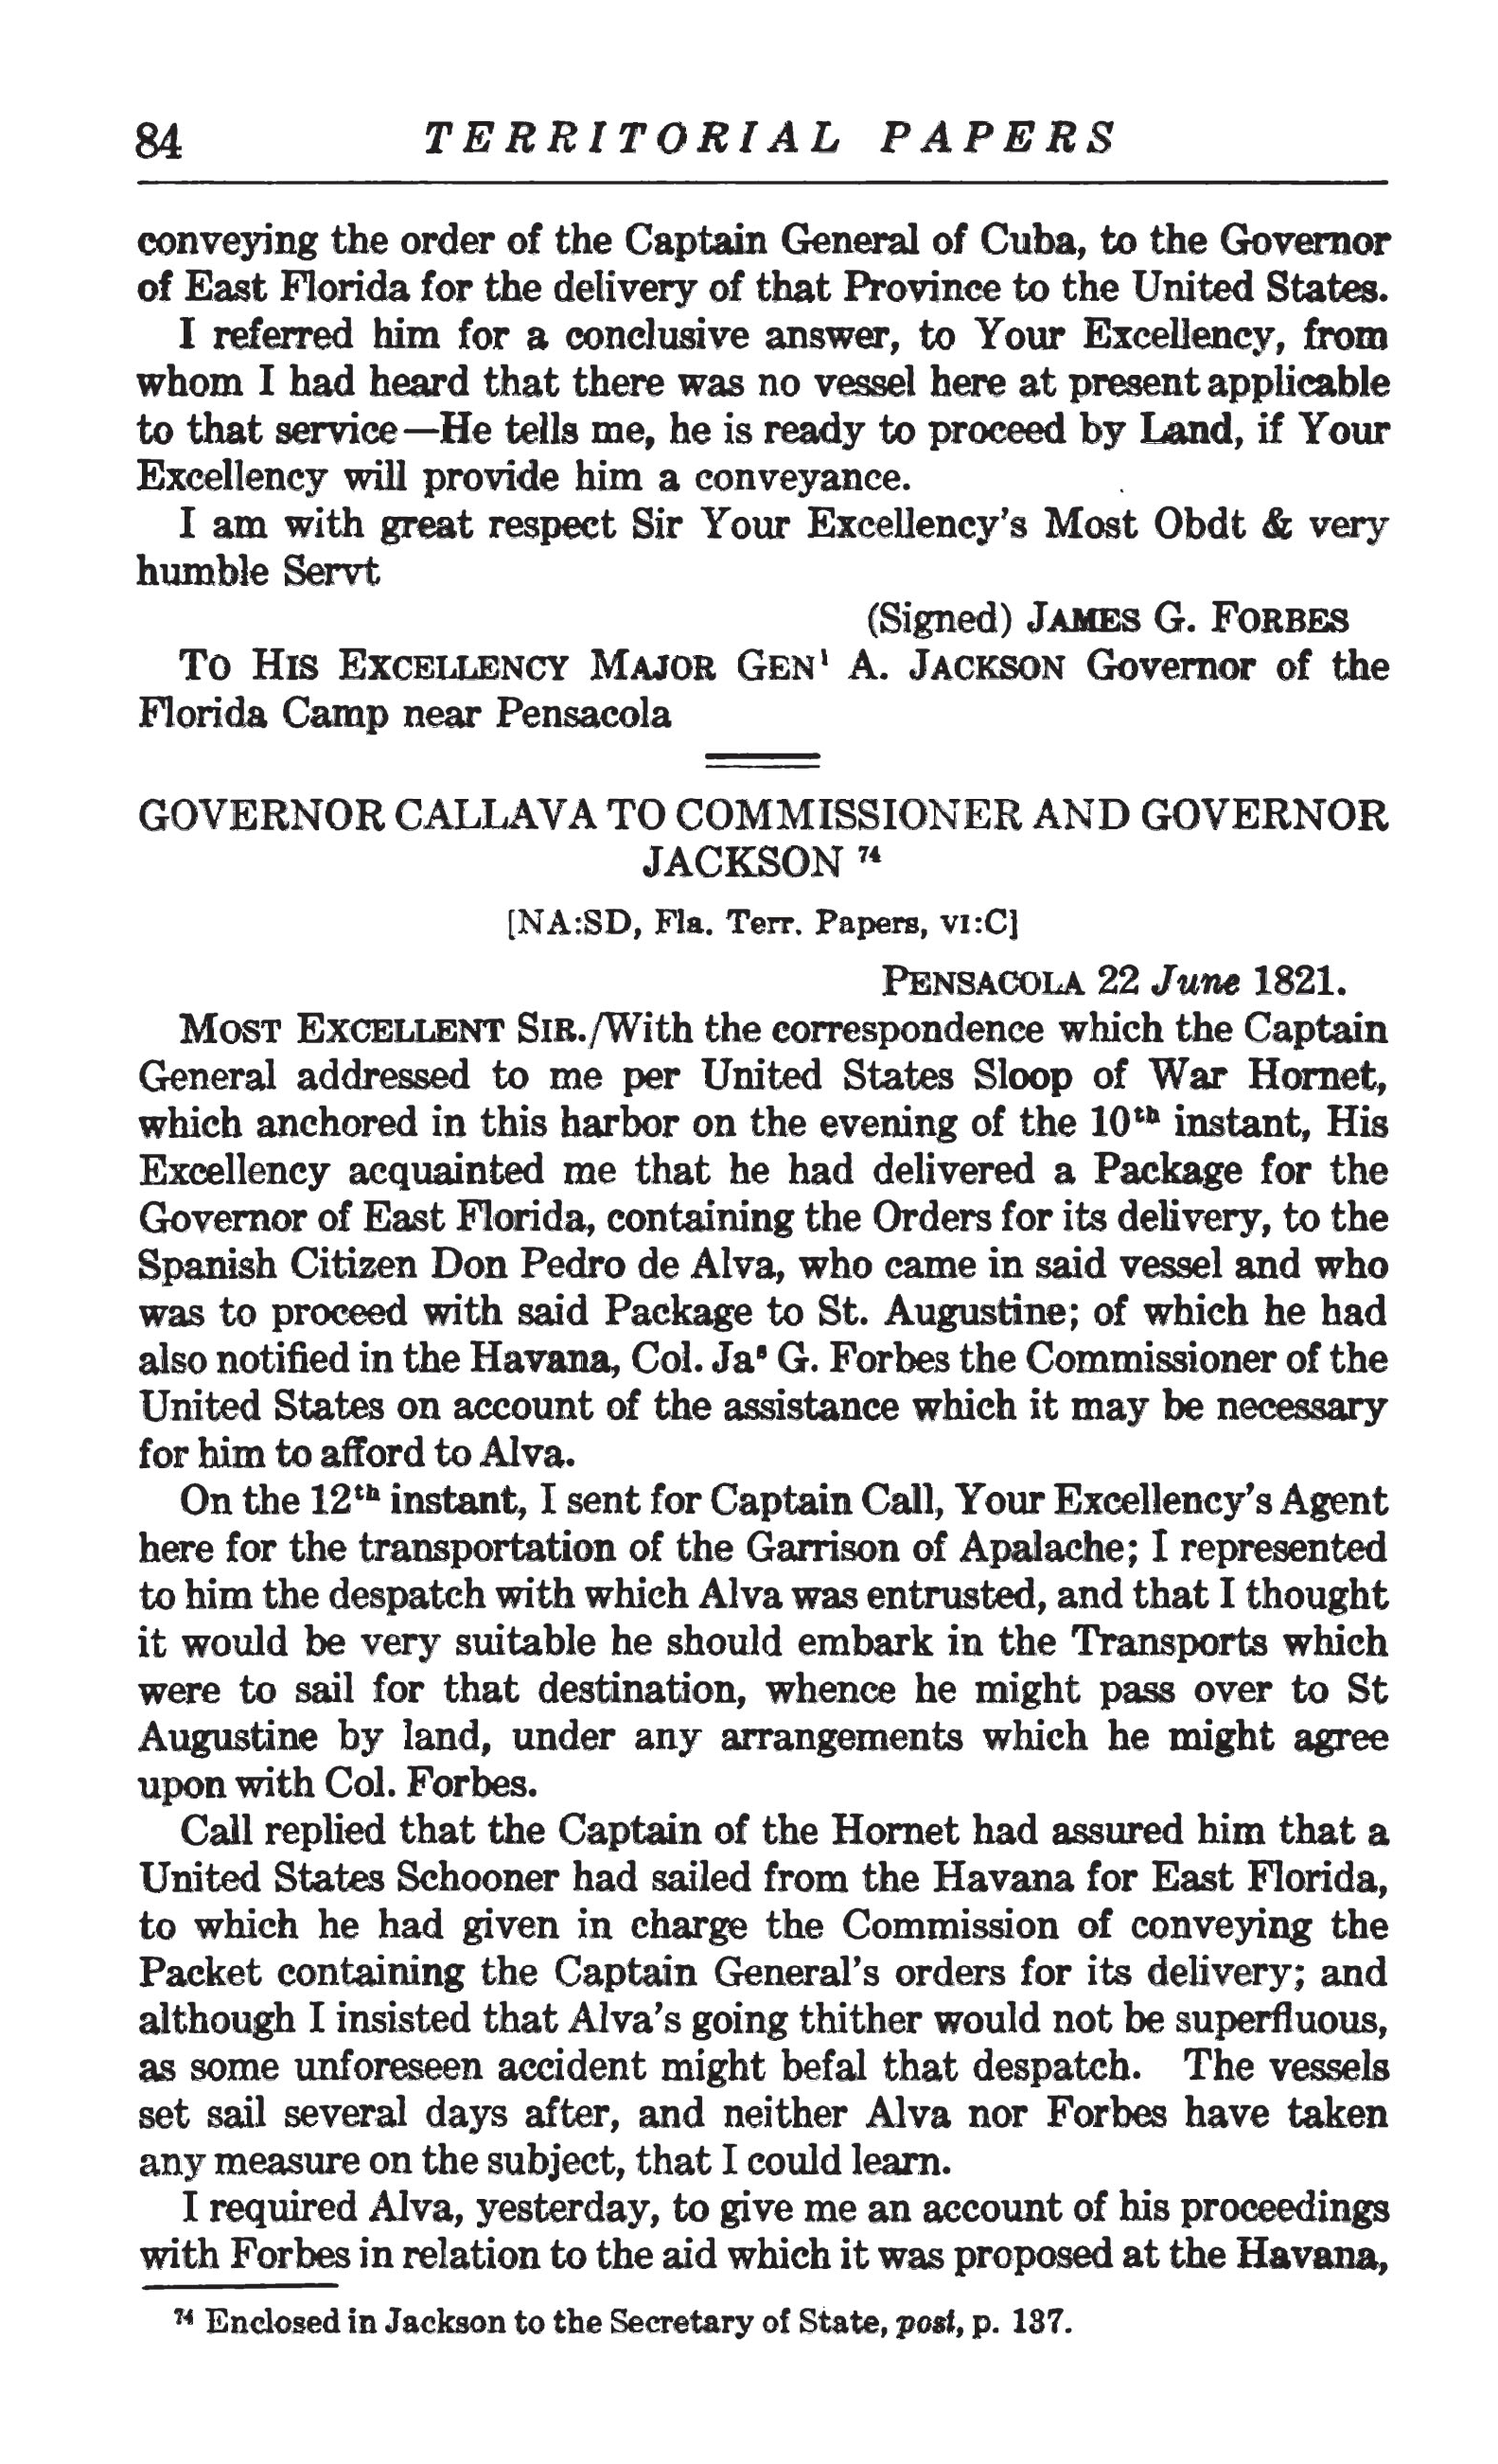 84 TERRITORIAL PAPERS
conveying the order of the Captain General of Cuba, to the Governor
of East Florida for the delivery of that Province to the United States.
I referred him for a conclusive answer, to Your Excellency, from
whom I had heard that there was no vessel here at present applicable
to that service—He tells me, he is ready to proceed by Land, if Your
Excellency will provide him a conveyance.
I am with great respect Sir Your Excellency's Most Obdt & very
humble Servt
(Signed) JAMES G. FORBES
TO HIS EXCELLENCY MAJOR GENˡ A. JACKSON Governor of the
Florida Camp near Pensacola
GOVERNOR CALLAVA TO COMMISSIONER AND GOVERNOR
JACKSON ⁷⁴
[NA:SD, Fla. Terr. Papers, VI:C]
PENSACOLA 22 June 1821.
MOST EXCELLENT SIR./With the correspondence which the Captain
General addressed to me per United States Sloop of War Hornet,
which anchored in this harbor on the evening of the 10ᵗʰ instant, His
Excellency acquainted me that he had delivered a Package for the
Governor of East Florida, containing the Orders for its delivery, to the
Spanish Citizen Don Pedro de Alva, who came in said vessel and who
was to proceed with said Package to St. Augustine; of which he had
also notified in the Havana, Col. Jaˢ G. Forbes the Commissioner of the
United States on account of the assistance which it may be necessary
for him to afford to Alva.
On the 12ᵗʰ instant, I sent for Captain Call, Your Excellency's Agent
here for the transportation of the Garrison of Apalache; I represented
to him the despatch with which Alva was entrusted, and that I thought
it would be very suitable he should embark in the Transports which
were to sail for that destination, whence he might pass over to St
Augustine by land, under any arrangements which he might agree
upon with Col. Forbes.
Call replied that the Captain of the Hornet had assured him that a
United States Schooner had sailed from the Havana for East Florida,
to which he had given in charge the Commission of conveying the
Packet containing the Captain General's orders for its delivery; and
although I insisted that Alva's going thither would not be superfluous,
as some unforeseen accident might befal that despatch. The vessels
set sail several days after, and neither Alva nor Forbes have taken
any measure on the subject, that I could learn.
I required Alva, yesterday, to give me an account of his proceedings
with Forbes in relation to the aid which it was proposed at the Havana,
⁷⁴ Enclosed in Jackson to the Secretary of State, post, p. 137.